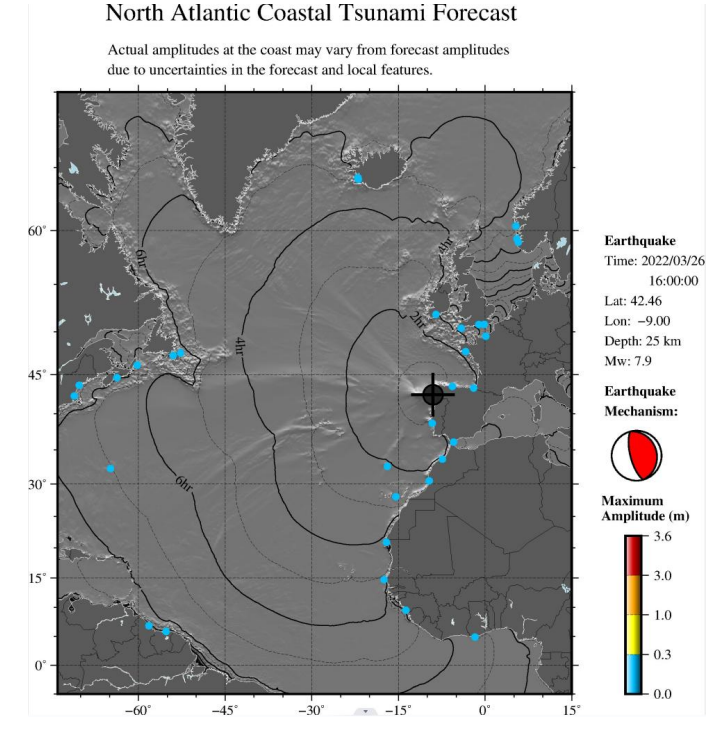 North Atlantic Coastal Tsunami Forecast
Actual amplitudes at the coast may vary from forecast amplitudes
due to uncertainties in the forecast and local features.
60°
45°
30°
15°
0°
−60°
−45°
−30°
−15°
0°
15°
6hr
4hr
2hr
4hr
6hr
Earthquake
Time: 2022/03/26
16:00:00
Lat: 42.46
Lon: −9.00
Depth: 25 km
Mw: 7.9
Earthquake
Mechanism:
Maximum
Amplitude (m)
3.6
3.0
1.0
0.3
0.0